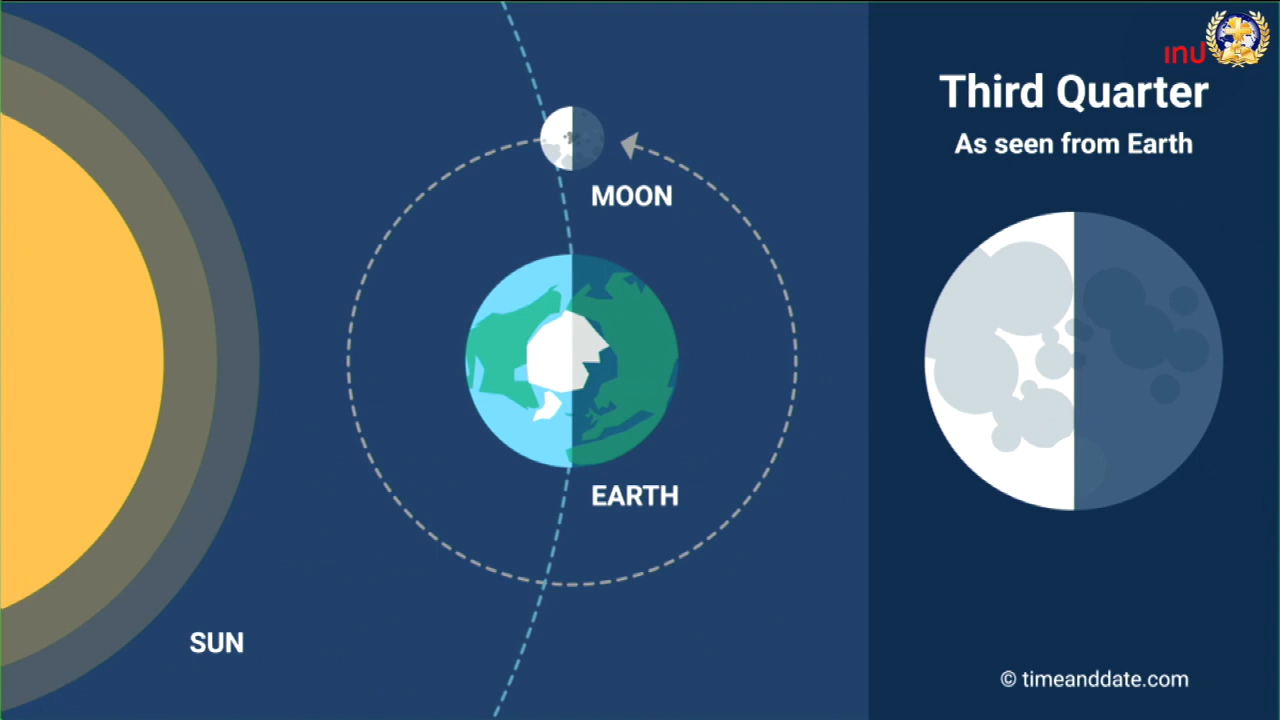 Third Quarter
As seen from Earth
MOON
EARTH
SUN
© timeanddate.com